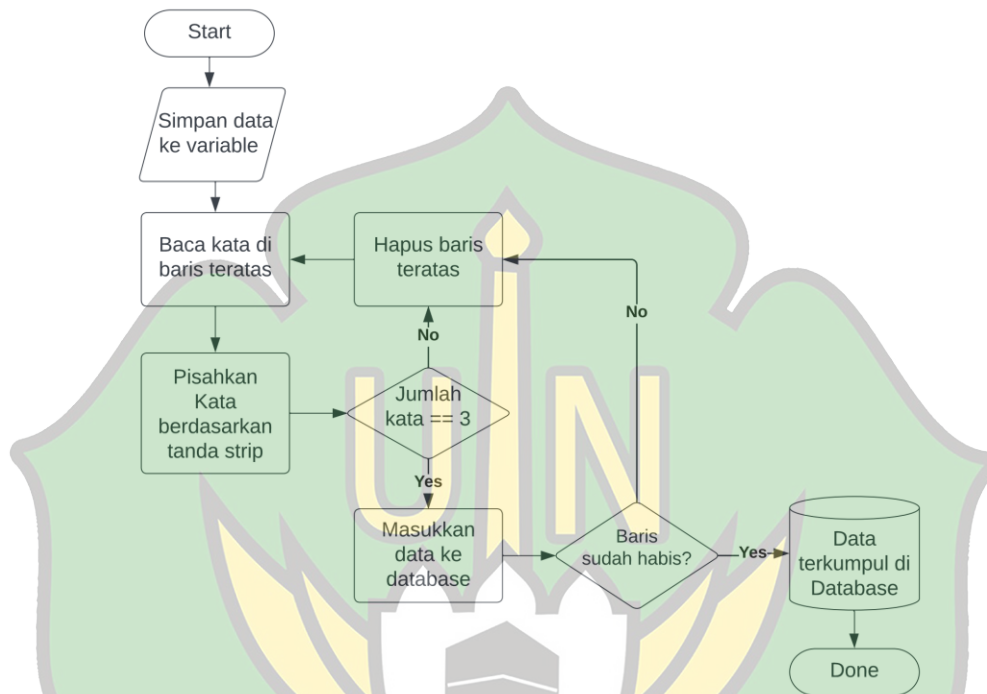 Start
Simpan data
ke variable
Baca kata di
baris teratas
Hapus baris
teratas
No
No
Pisahkan
Kata
berdasarkan
tanda strip
Jumlah
kata == 3
Yes
Masukkan
data ke
database
Baris
sudah habis?
Yes
Data
terkumpul di
Database
Done
UIN